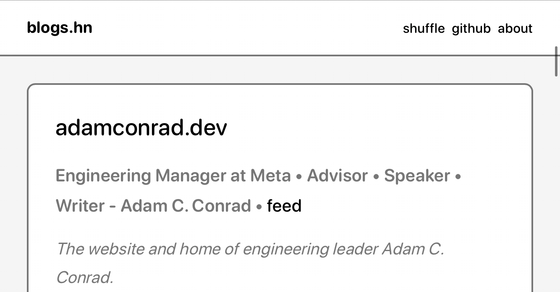 blogs.hn
shuffle github about
adamconrad.dev
Engineering Manager at Meta • Advisor • Speaker •
Writer - Adam C. Conrad • feed
The website and home of engineering leader Adam C.
Conrad.